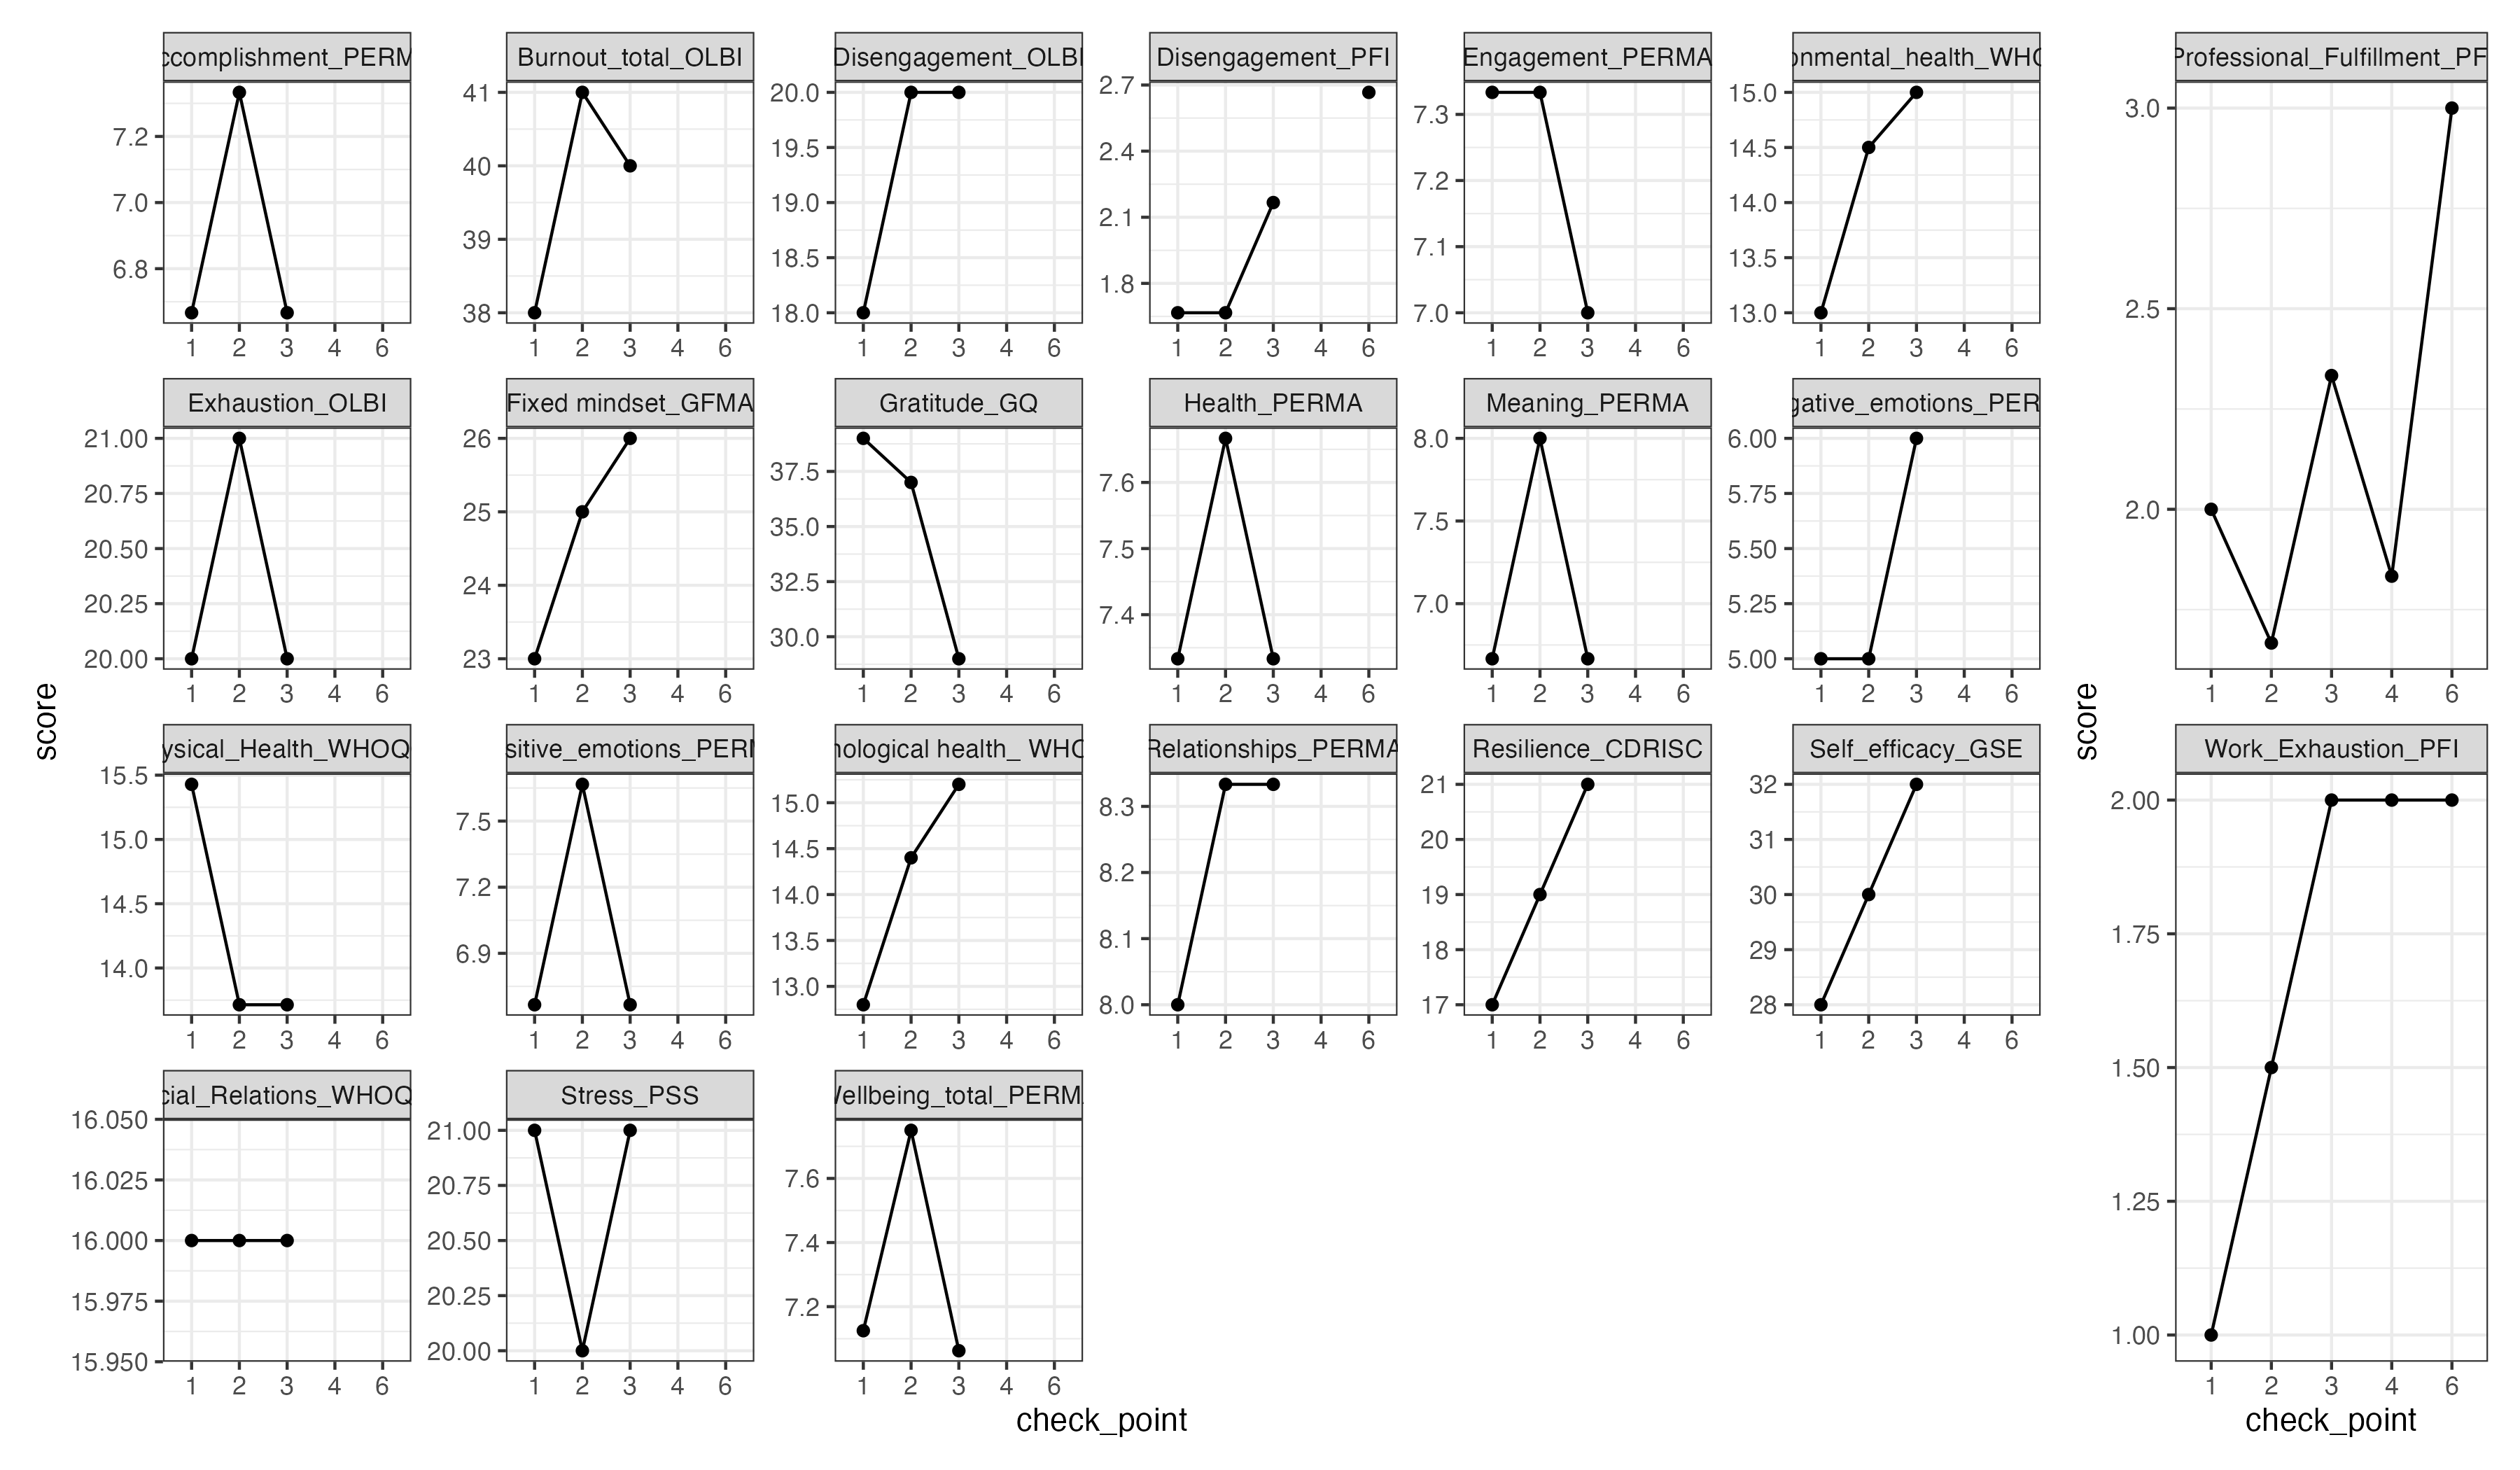 ccomplishment_PERM
Burnout_total_OLBI
Disengagement_OLBI
Disengagement_PFI
Engagement_PERMA
onmental_health_WHO
Professional_Fulfillment_PF
7.2
7.0
6.8
41
40
39
38
20.0
19.5
19.0
18.5
18.0
2.7
2.4
2.1
1.8
7.3
7.2
7.1
7.0
15.0
14.5
14.0
13.5
13.0
3.0
2.5
2.0
1 2 3 4 6
1 2 3 4 6
1 2 3 4 6
1 2 3 4 6
1 2 3 4 6
1 2 3 4 6
Exhaustion_OLBI
Fixed mindset_GFMA
Gratitude_GQ
Health_PERMA
Meaning_PERMA
gative_emotions_PER
21.00
20.75
20.50
20.25
20.00
26
25
24
23
37.5
35.0
32.5
30.0
7.6
7.5
7.4
8.0
7.5
7.0
6.00
5.75
5.50
5.25
5.00
1 2 3 4 6
1 2 3 4 6
1 2 3 4 6
1 2 3 4 6
1 2 3 4 6
1 2 3 4 6
1 2 3 4 6
score
score
ysical_Health_WHOQ
sitive_emotions_PERM
hological health_ WHO
Relationships_PERMA
Resilience_CDRISC
Self_efficacy_GSE
Work_Exhaustion_PFI
15.5
15.0
14.5
14.0
7.5
7.2
6.9
15.0
14.5
14.0
13.5
13.0
8.3
8.2
8.1
8.0
21
20
19
18
17
32
31
30
29
28
2.00
1.75
1.50
1.25
1.00
1 2 3 4 6
1 2 3 4 6
1 2 3 4 6
1 2 3 4 6
1 2 3 4 6
1 2 3 4 6
cial_Relations_WHOQ
Stress_PSS
Wellbeing_total_PERMA
16.050
16.025
16.000
15.975
15.950
21.00
20.75
20.50
20.25
20.00
7.6
7.4
7.2
1 2 3 4 6
1 2 3 4 6
1 2 3 4 6
1 2 3 4 6
check_point
check_point